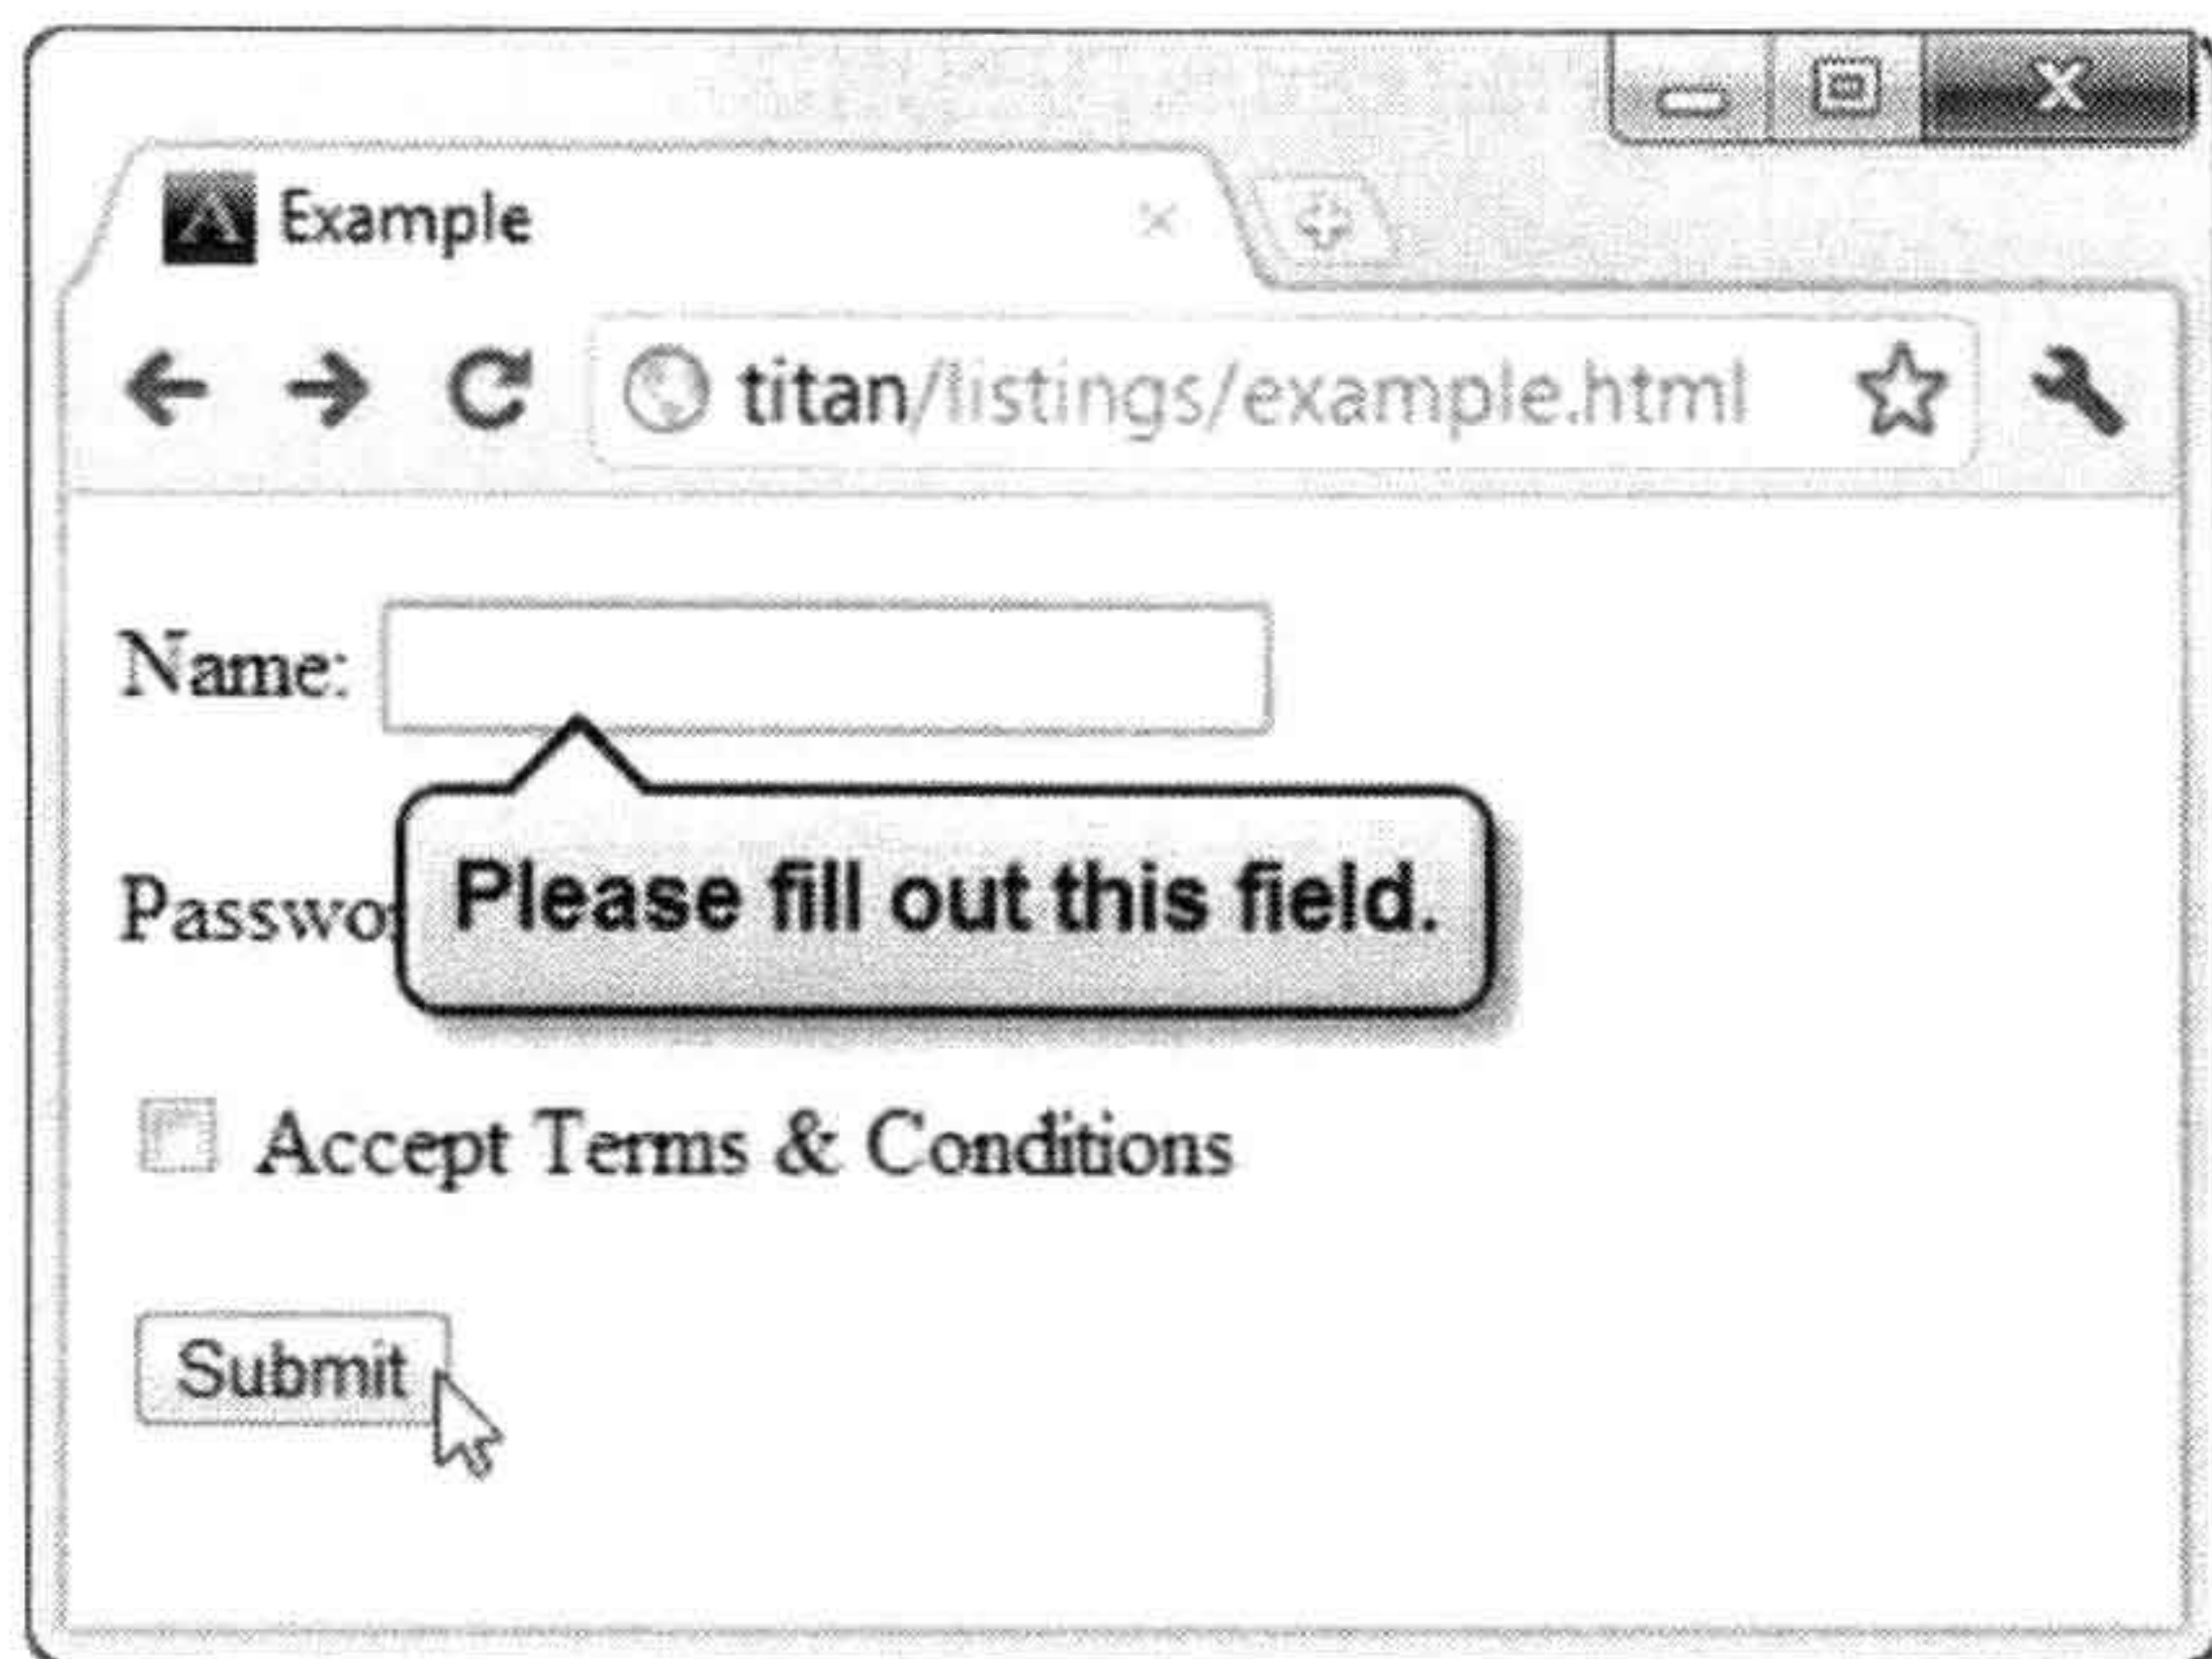 Example
titan/listings/example.html
Name:
Passwo
Please fill out this field.
Accept Terms & Conditions
Submit